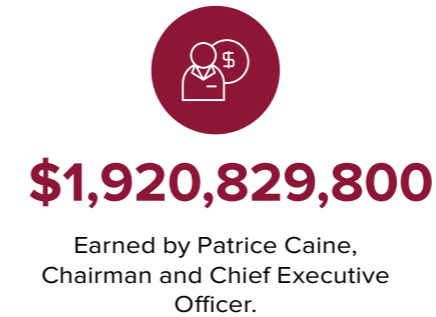 $
$1,920,829,800
Earned by Patrice Caine,
Chairman and Chief Executive
Officer.